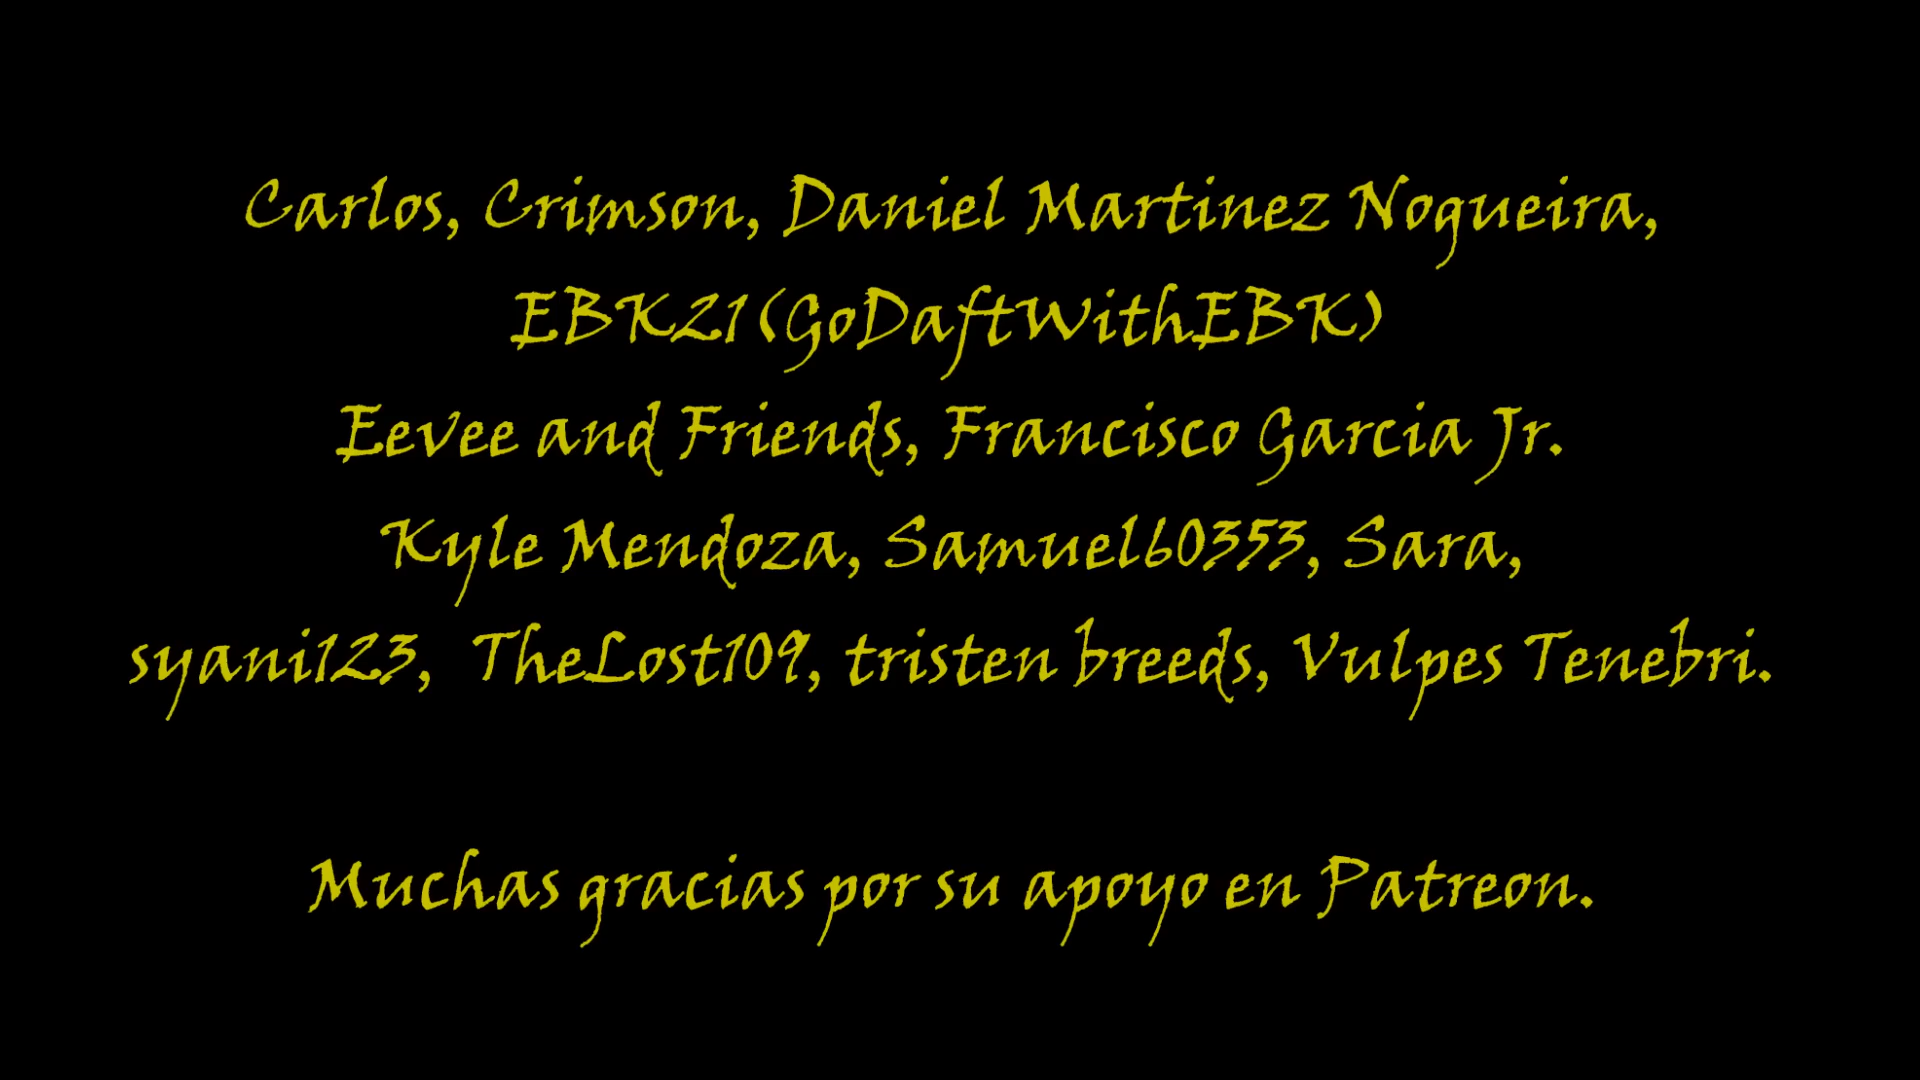 Carlos, Crimson, Daniel Martinez Nogueira,
EBK21(GoDaftWithEBK)
Eevee and Friends, Francisco Garcia Jr.
Kyle Mendoza, Samuel60353, Sara,
syani123, TheLost109, tristen breeds, Vulpes Tenebri.
Muchas gracias por su apoyo en Patreon.